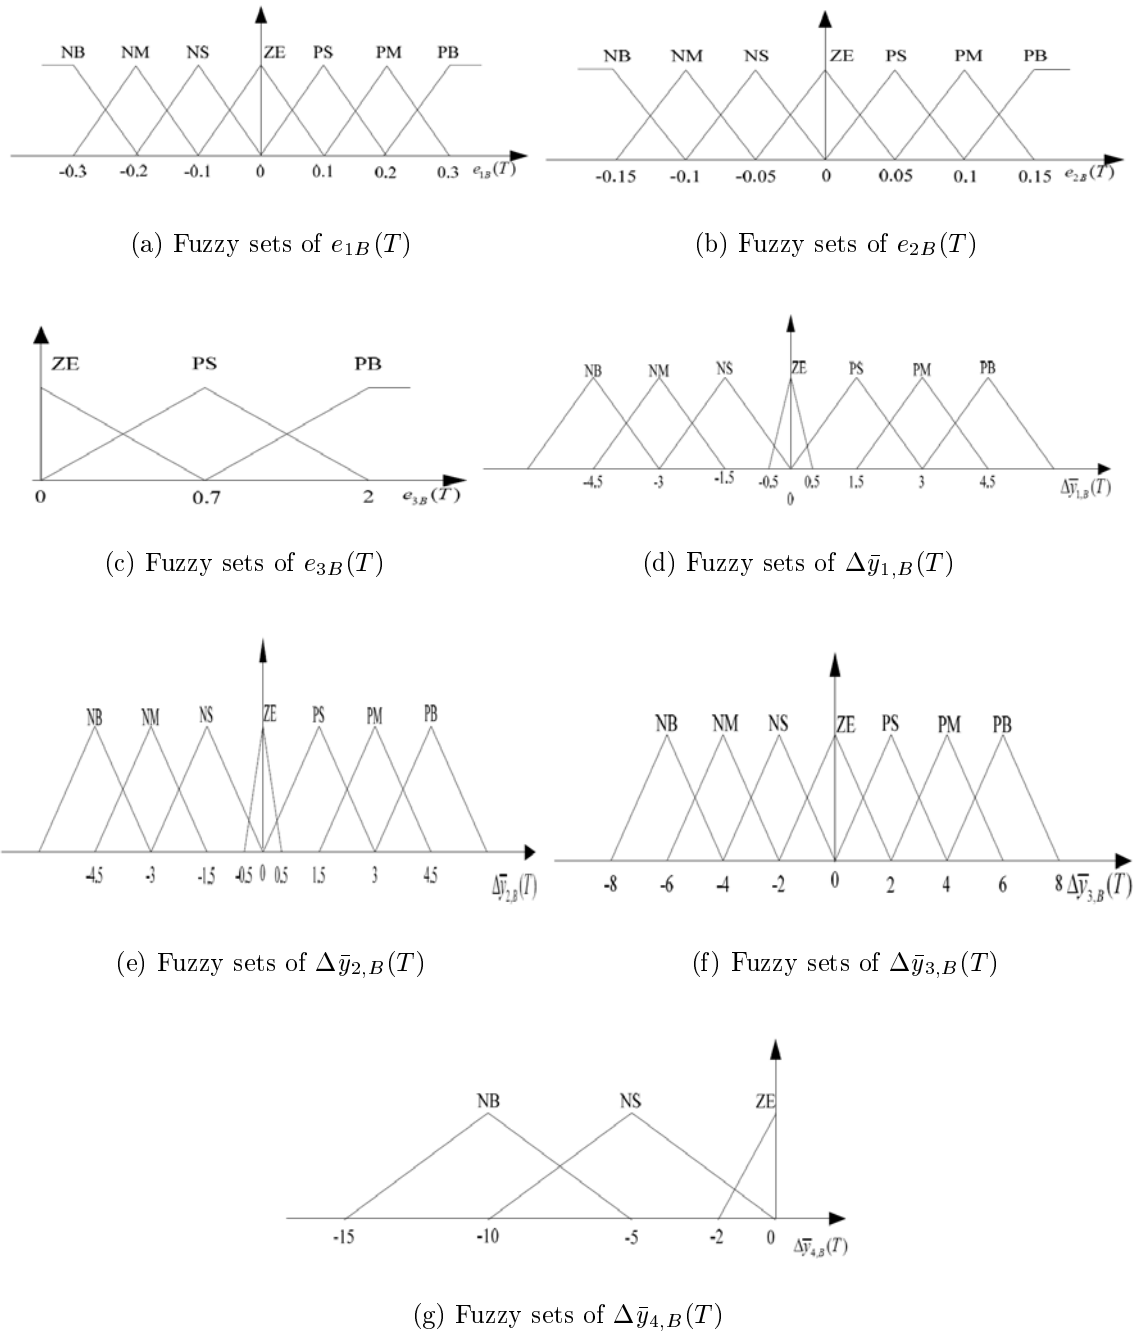 NB NM NS ZE PS PM PB
-0.3 -0.2 -0.1 0 0.1 0.2 0.3 e1B(T)
(a) Fuzzy sets of e1B(T)
NB NM NS ZE PS PM PB
-0.15 -0.1 -0.05 0 0.05 0.1 0.15 e2.B(T)
(b) Fuzzy sets of e2B(T)
ZE PS PB
0 0.7 2 e3.B(T)
(c) Fuzzy sets of e3B(T)
NB NM NS ZE PS PM PB
-4.5 -3 -1.5 -0.5 0 0.5 1.5 3 4.5 Δȳ1,B(T)
(d) Fuzzy sets of Δȳ1,B(T)
NB NM NS ZE PS PM PB
-4.5 -3 -1.5 -0.5 0 0.5 1.5 3 4.5 Δȳ2,B(T)
(e) Fuzzy sets of Δȳ2,B(T)
NB NM NS ZE PS PM PB
-8 -6 -4 -2 0 2 4 6 8 Δȳ3,B(T)
(f) Fuzzy sets of Δȳ3,B(T)
NB NS ZE
-15 -10 -5 -2 0 Δȳ4,B(T)
(g) Fuzzy sets of Δȳ4,B(T)